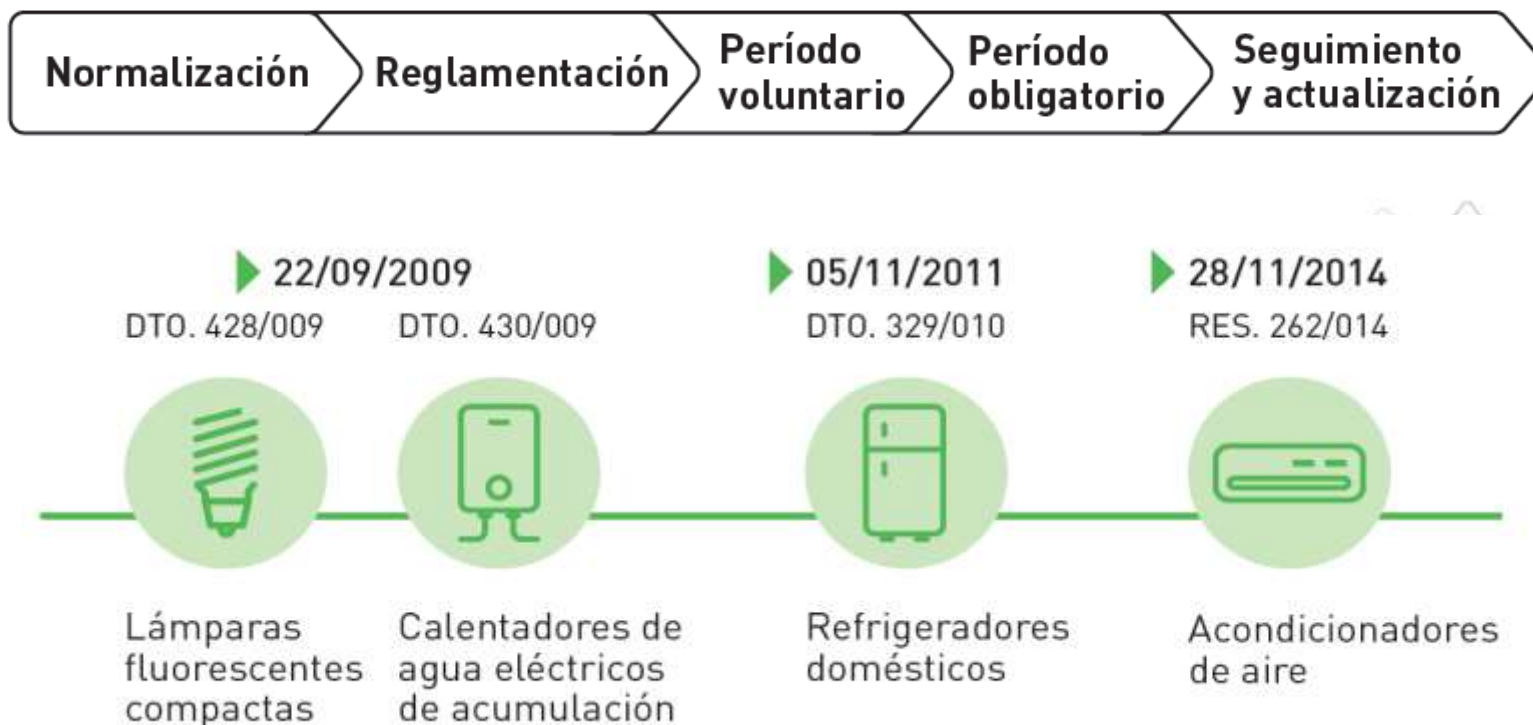 Normalización
Reglamentación
Período
voluntario
Período
obligatorio
Seguimiento
y actualización
22/09/2009
DTO. 428/009
DTO. 430/009
05/11/2011
DTO. 329/010
28/11/2014
RES. 262/014
Lámparas
fluorescentes
compactas
Calentadores de
agua eléctricos
de acumulación
Refrigeradores
domésticos
Acondicionadores
de aire